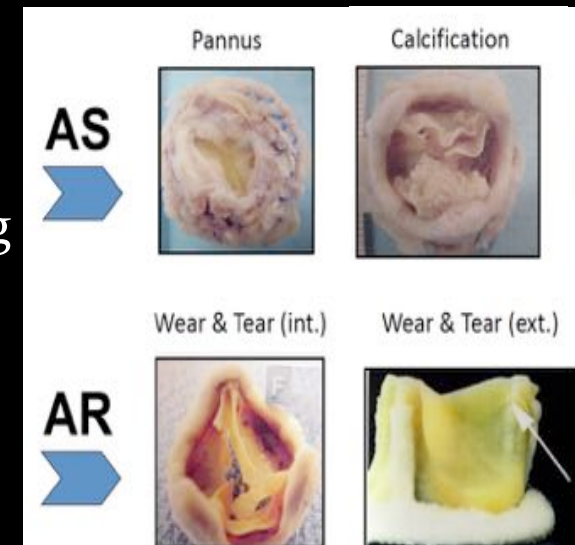 Pannus Calcification
AS
g
Wear & Tear (int.) Wear & Tear (ext.)
AR